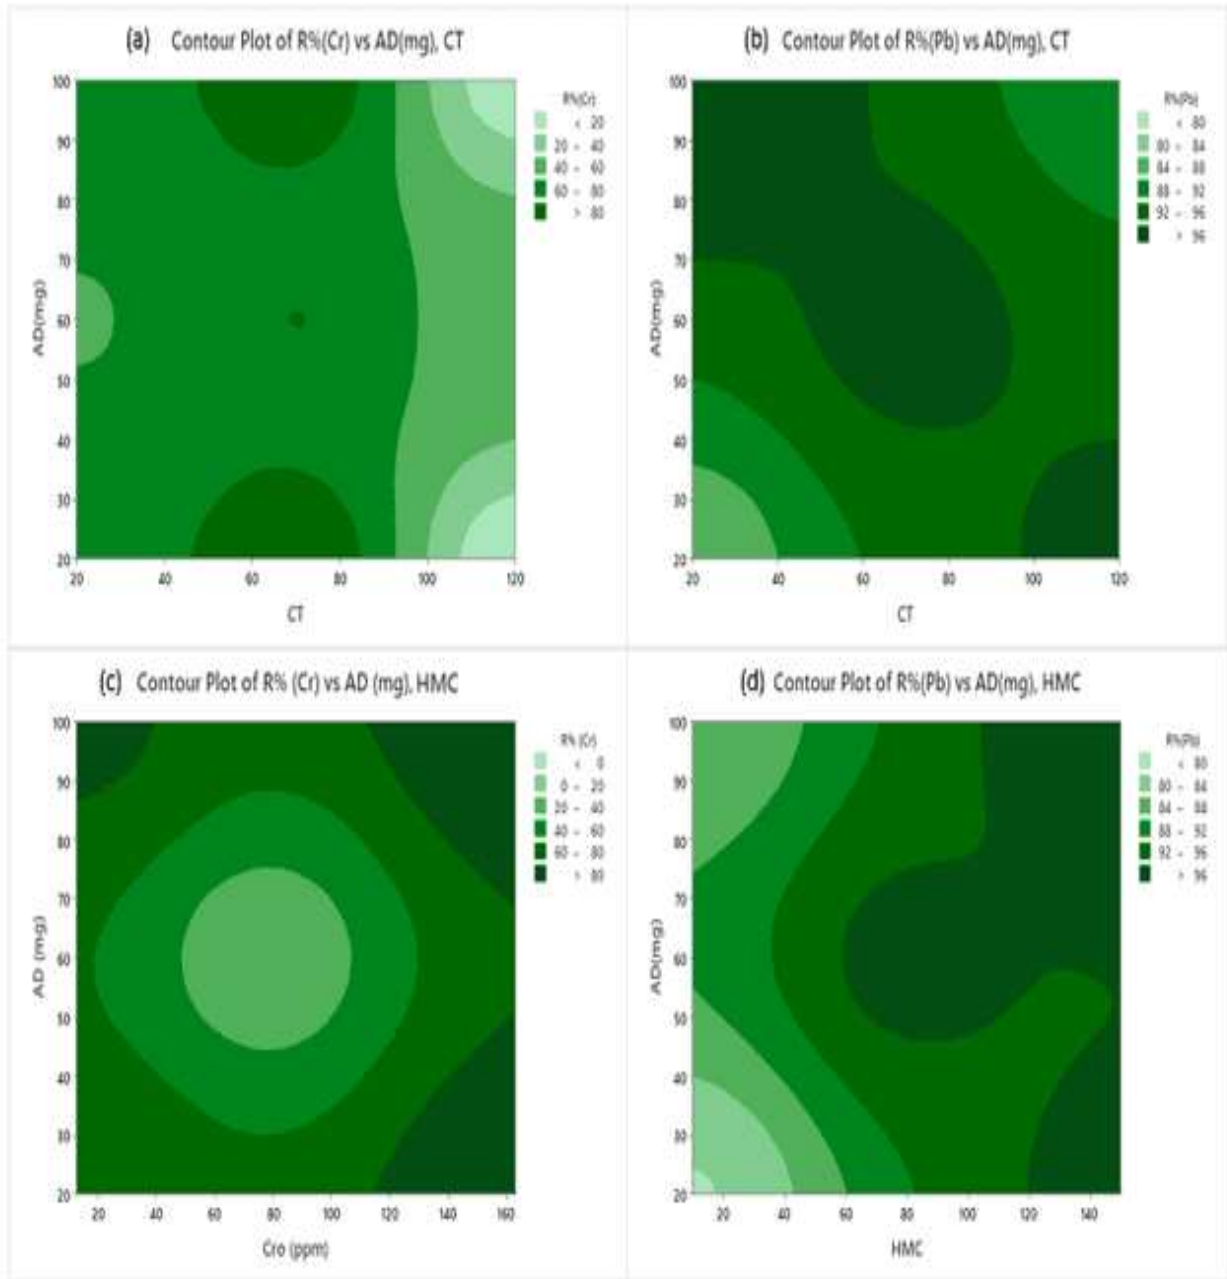 (a) Contour Plot of R%(Cr) vs AD(mg), CT
R%(Cr)
< 20
20 – 40
40 – 60
60 – 80
> 80
100
90
80
70
60
50
40
30
20
AD(mg)
20 40 60 80 100 120
CT
(b) Contour Plot of R%(Pb) vs AD(mg), CT
R%(Pb)
< 80
80 – 84
84 – 88
88 – 92
92 – 96
> 96
100
90
80
70
60
50
40
30
20
AD(mg)
20 40 60 80 100 120
CT
(c) Contour Plot of R% (Cr) vs AD (mg), HMC
R% (Cr)
< 0
0 – 20
20 – 40
40 – 60
60 – 80
> 80
100
90
80
70
60
50
40
30
20
AD (mg)
20 40 60 80 100 120 140 160
Cro (ppm)
(d) Contour Plot of R%(Pb) vs AD(mg), HMC
R%(Pb)
< 80
80 – 84
84 – 88
88 – 92
92 – 96
> 96
100
90
80
70
60
50
40
30
20
AD(mg)
20 40 60 80 100 120 140
HMC